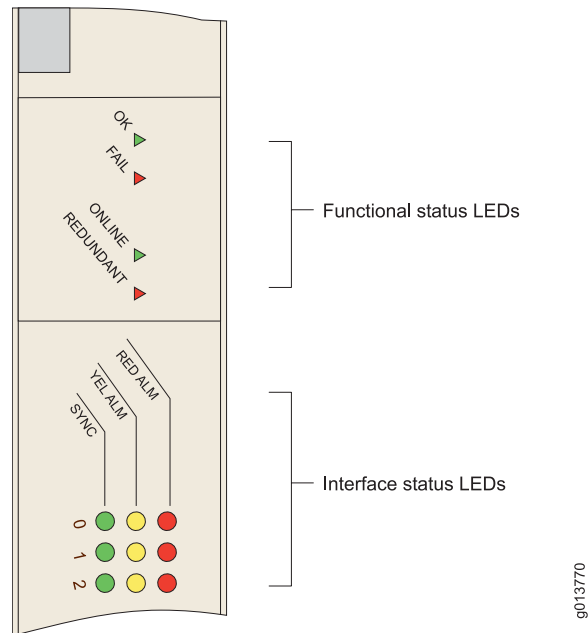 OK
FAIL
ONLINE
REDUNDANT
Functional status LEDs
RED ALM
YEL ALM
SYNC
Interface status LEDs
0
1
2
g013770